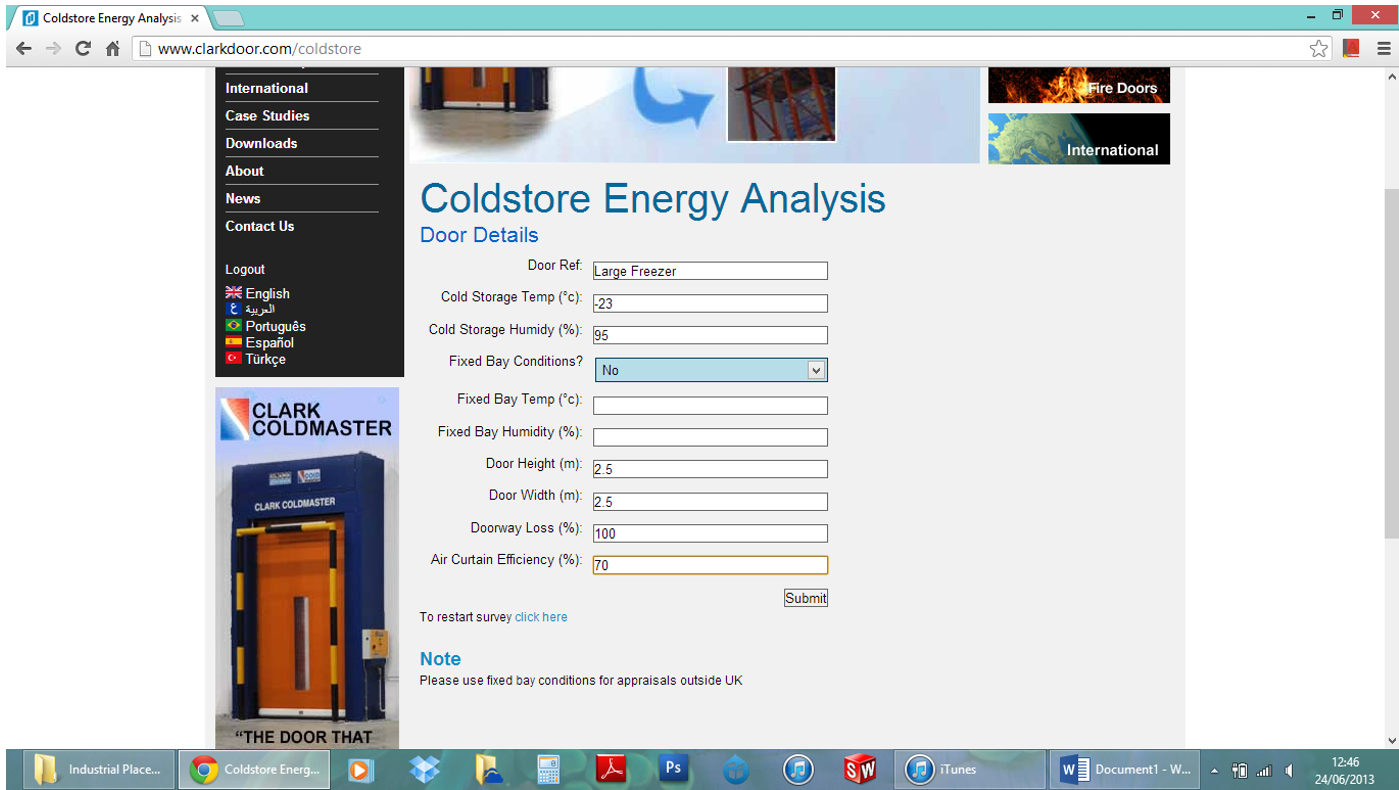 Coldstore Energy Analysis
www.clarkdoor.com/coldstore
International
Case Studies
Downloads
About
News
Contact Us
Logout
English
العربية
Português
Español
Türkçe
CLARK
COLDMASTER
CLARK COLDMASTER
“THE DOOR THAT
Fire Doors
International
Coldstore Energy Analysis
Door Details
Door Ref: Large Freezer
Cold Storage Temp (°c): -23
Cold Storage Humidy (%): 95
Fixed Bay Conditions? No
Fixed Bay Temp (°c):
Fixed Bay Humidity (%):
Door Height (m): 2.5
Door Width (m): 2.5
Doorway Loss (%): 100
Air Curtain Efficiency (%): 70
Submit
To restart survey click here
Note
Please use fixed bay conditions for appraisals outside UK
Industrial Place...
Coldstore Energ...
Ps
SW
iTunes
W
Document1 - W...
12:46
24/06/2013